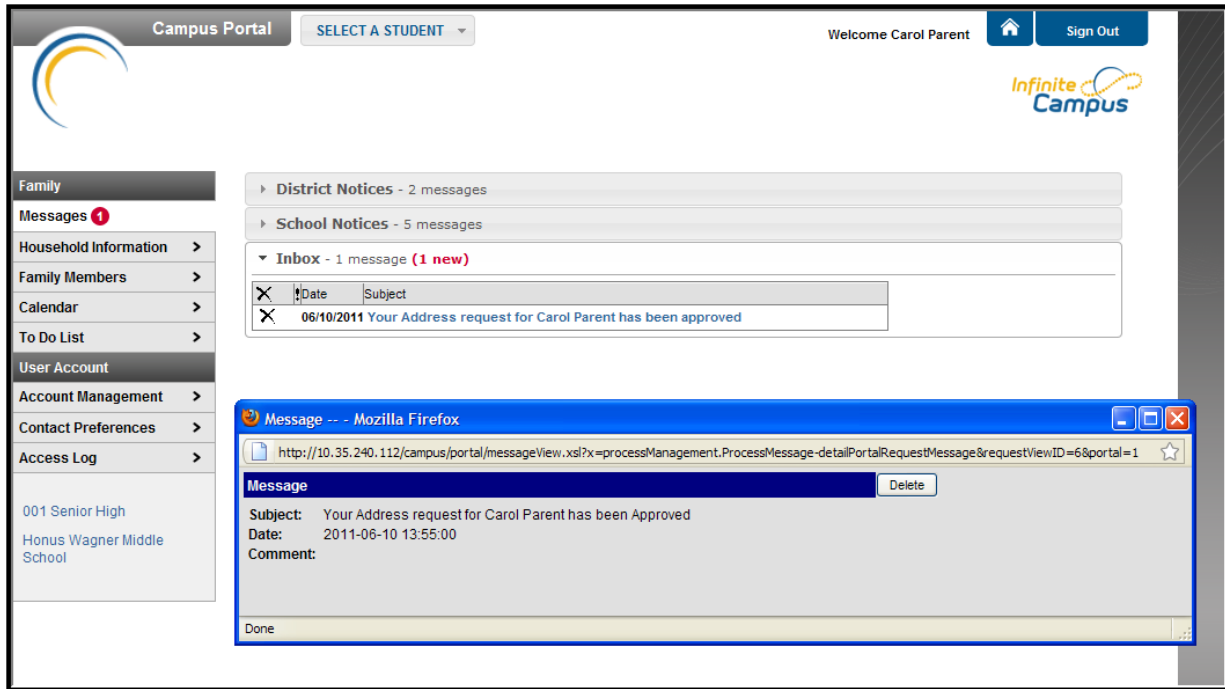 Campus Portal
SELECT A STUDENT
Welcome Carol Parent
Sign Out
Infinite
Campus
Family
Messages 1
Household Information
Family Members
Calendar
To Do List
User Account
Account Management
Contact Preferences
Access Log
001 Senior High
Honus Wagner Middle
School
District Notices - 2 messages
School Notices - 5 messages
Inbox - 1 message (1 new)
! Date Subject
06/10/2011 Your Address request for Carol Parent has been approved
Message -- - Mozilla Firefox
http://10.35.240.112/campus/portal/messageView.xsl?x=processManagement.ProcessMessage-detailPortalRequestMessage&requestViewID=6&portal=1
Message
Delete
Subject: Your Address request for Carol Parent has been Approved
Date: 2011-06-10 13:55:00
Comment:
Done